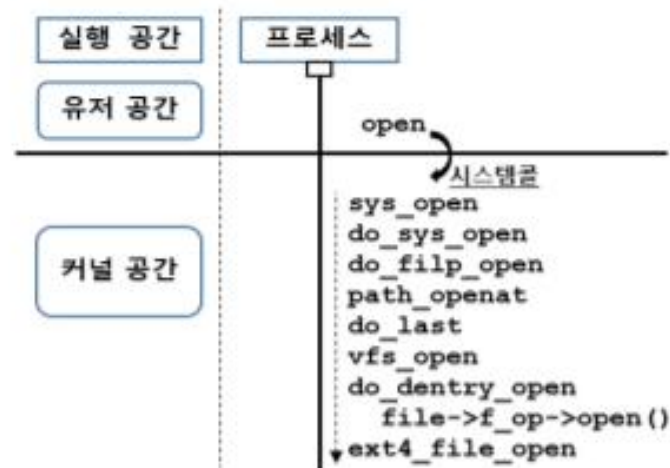 실행 공간
프로세스
유저 공간
open
시스템콜
커널 공간
sys_open
do_sys_open
do_filp_open
path_openat
do_last
vfs_open
do_dentry_open
file->f_op->open()
ext4_file_open